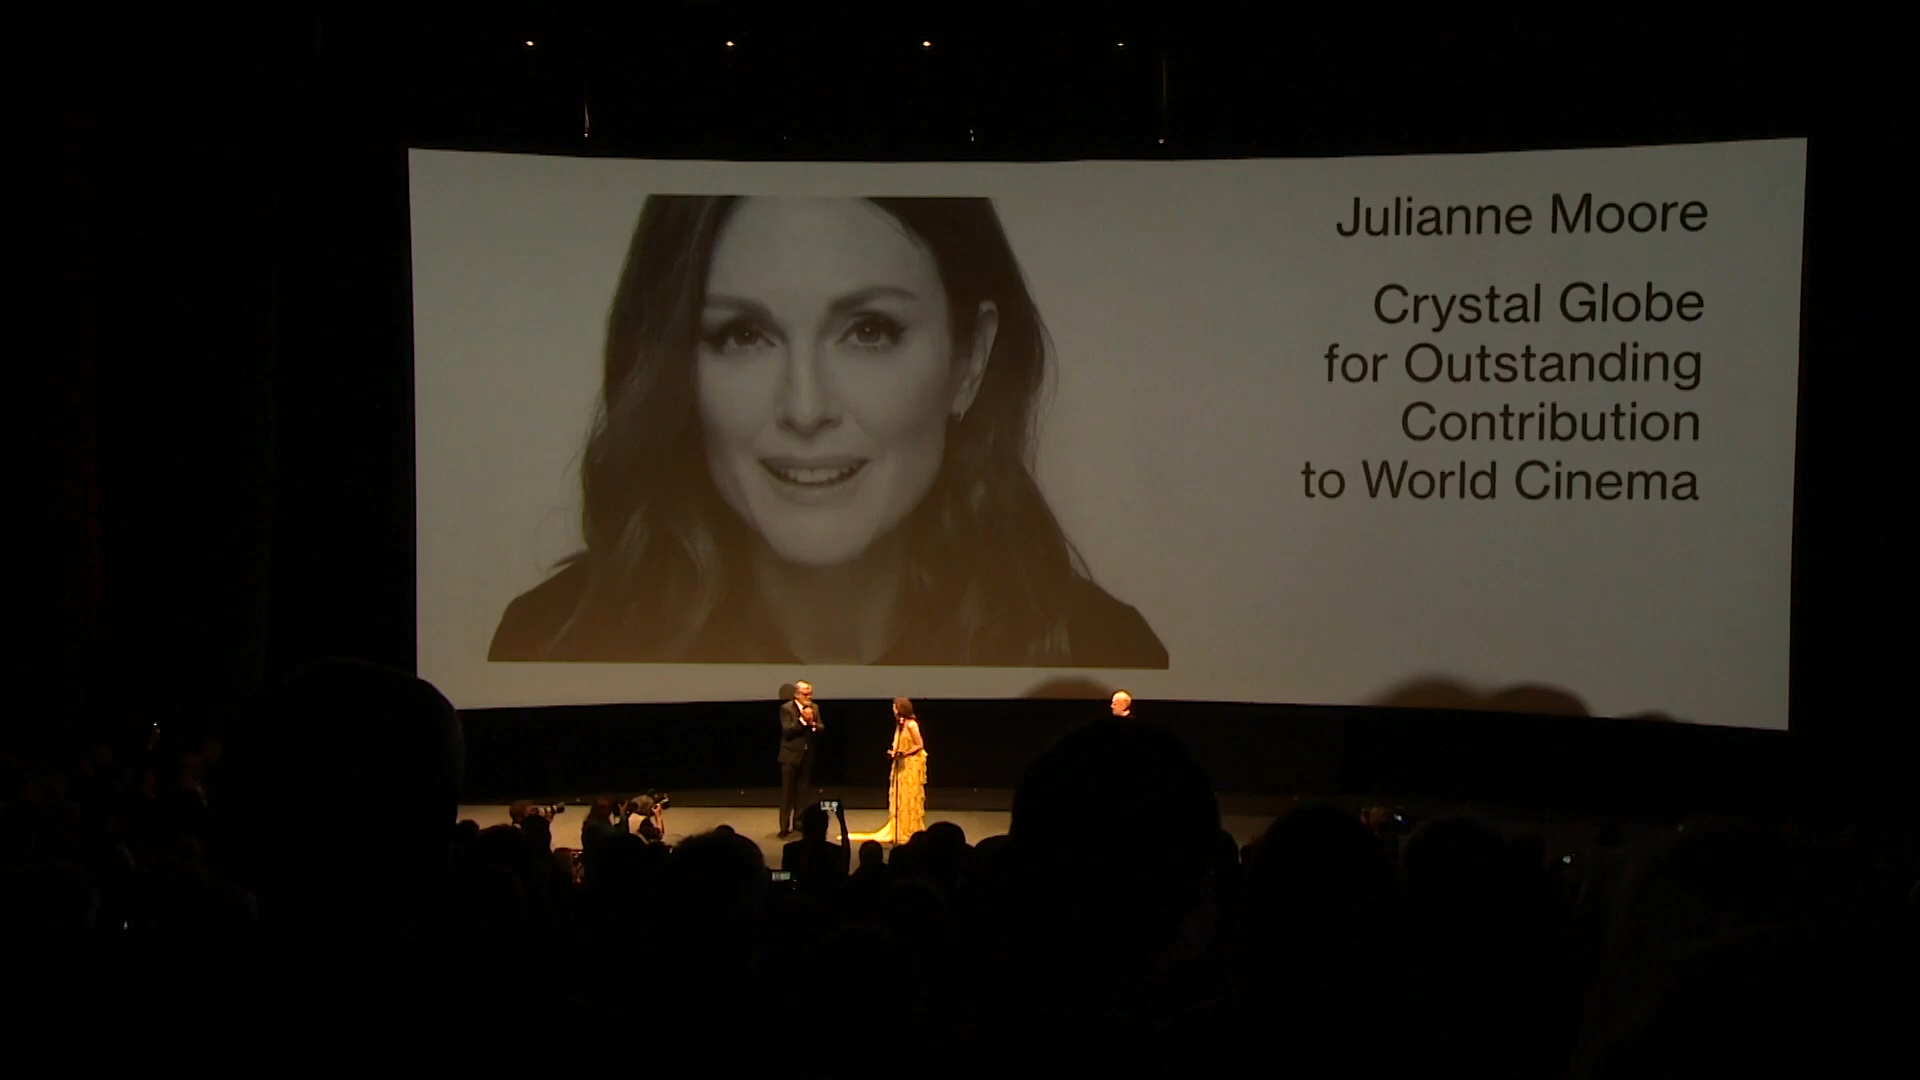 Julianne Moore
Crystal Globe
for Outstanding
Contribution
to World Cinema